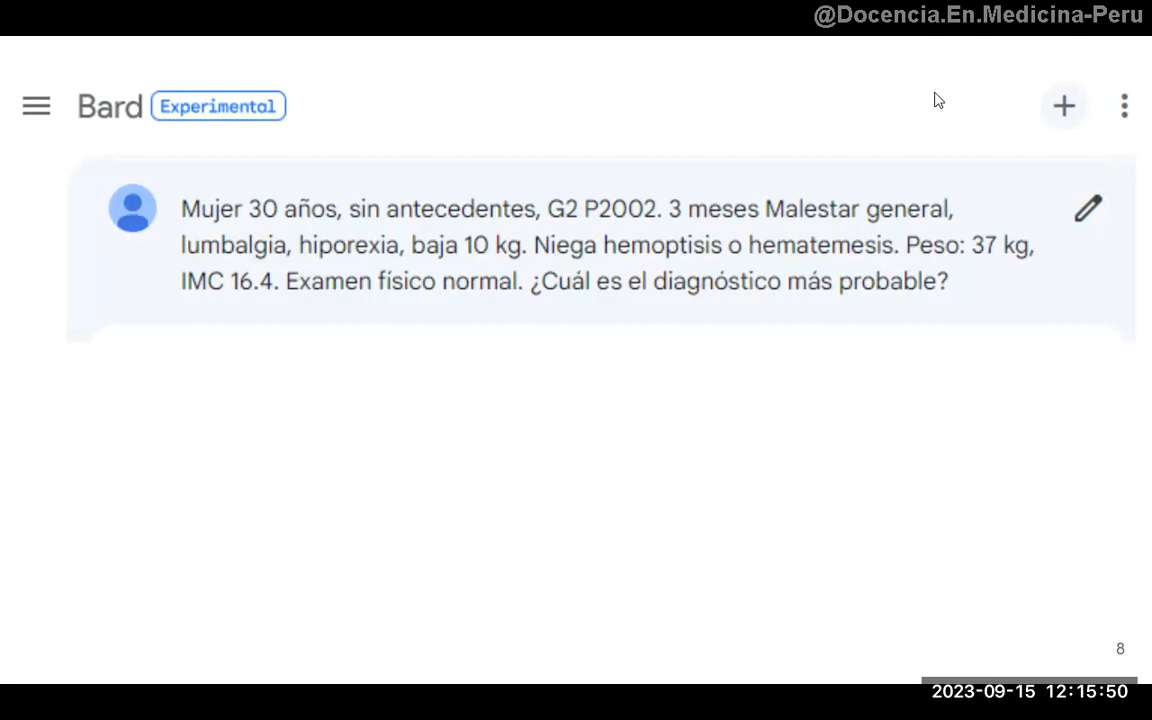 @Docencia.En.Medicina-Peru
Bard Experimental
Mujer 30 años, sin antecedentes, G2 P2002. 3 meses Malestar general,
lumbalgia, hiporexia, baja 10 kg. Niega hemoptisis o hematemesis. Peso: 37 kg,
IMC 16.4. Examen físico normal. ¿Cuál es el diagnóstico más probable?
8
2023-09-15 12:15:50